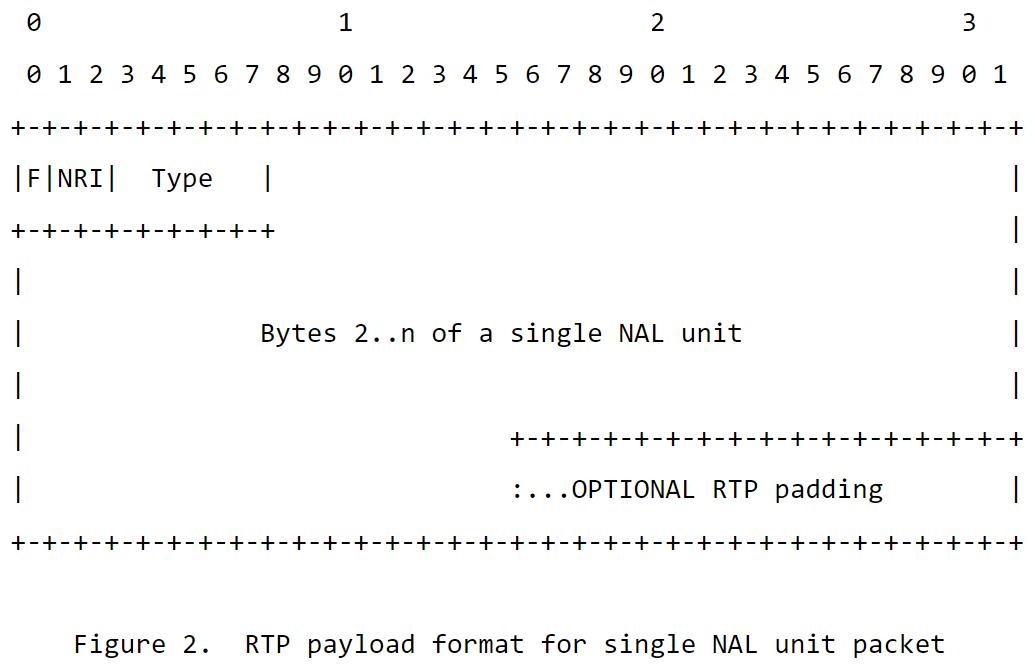 0                   1                   2                   3
 0 1 2 3 4 5 6 7 8 9 0 1 2 3 4 5 6 7 8 9 0 1 2 3 4 5 6 7 8 9 0 1
+-+-+-+-+-+-+-+-+-+-+-+-+-+-+-+-+-+-+-+-+-+-+-+-+-+-+-+-+-+-+-+-+
|F|NRI|  Type   |                                               |
+-+-+-+-+-+-+-+-+                                               |
|                                                               |
|               Bytes 2..n of a single NAL unit                 |
|                                                               |
|                               +-+-+-+-+-+-+-+-+-+-+-+-+-+-+-+-+
|                               :...OPTIONAL RTP padding        |
+-+-+-+-+-+-+-+-+-+-+-+-+-+-+-+-+-+-+-+-+-+-+-+-+-+-+-+-+-+-+-+-+
    Figure 2.  RTP payload format for single NAL unit packet